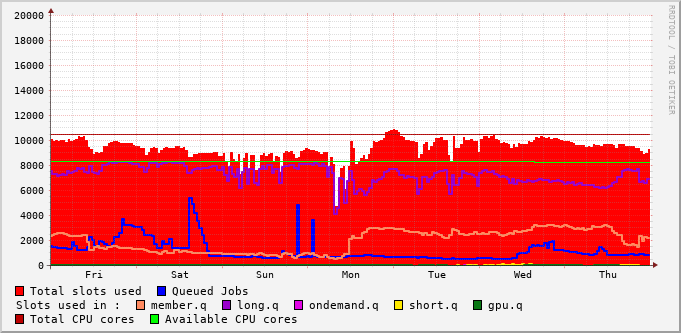 20000
18000
16000
14000
12000
10000
8000
6000
4000
2000
0
Fri Sat Sun Mon Tue Wed Thu
Total slots used Queued Jobs
Slots used in : member.q long.q ondemand.q short.q gpu.q
Total CPU cores Available CPU cores
RRDTOOL / TOBI OETIKER